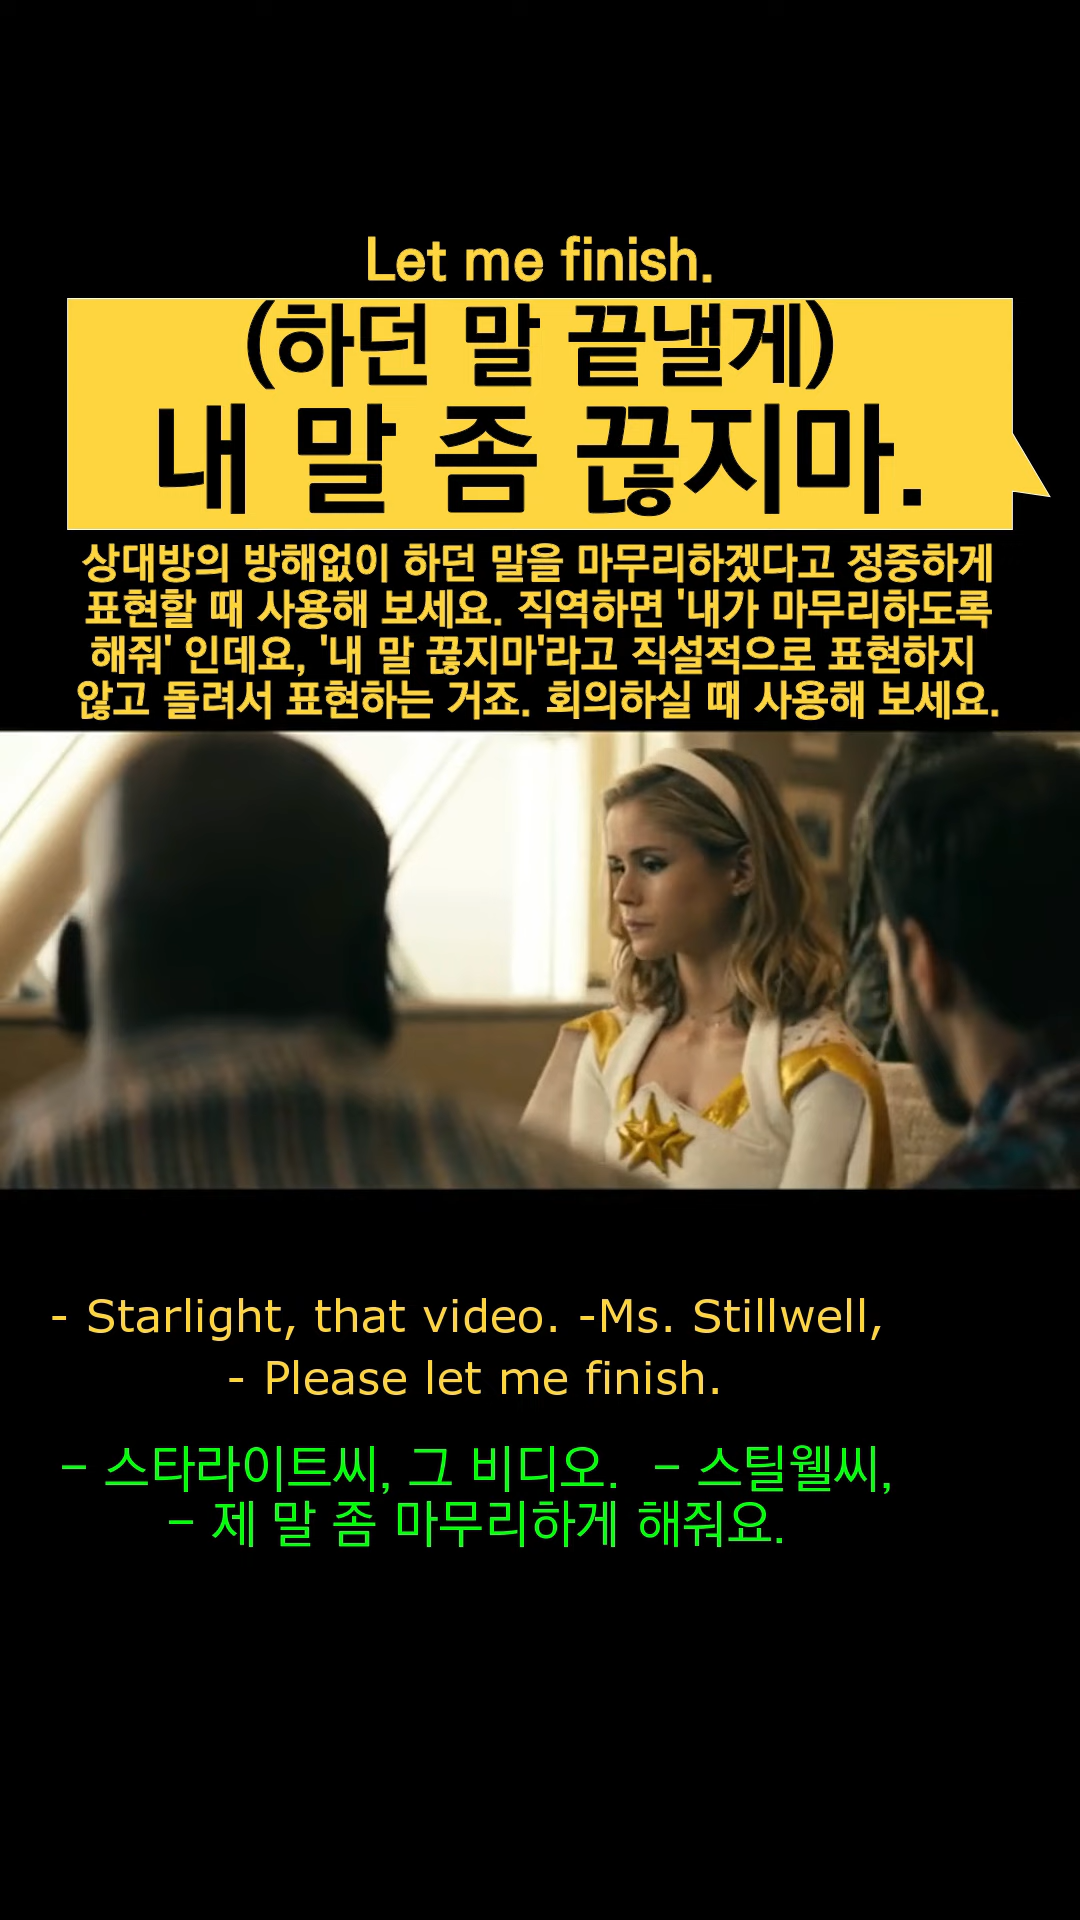 Let me finish.
(하던 말 끝낼게)
내 말 좀 끊지마.
상대방의 방해없이 하던 말을 마무리하겠다고 정중하게
표현할 때 사용해 보세요. 직역하면 '내가 마무리하도록
해줘' 인데요, '내 말 끊지마'라고 직설적으로 표현하지
않고 돌려서 표현하는 거죠. 회의하실 때 사용해 보세요.
- Starlight, that video. -Ms. Stillwell,
- Please let me finish.
- 스타라이트씨, 그 비디오. - 스틸웰씨,
- 제 말 좀 마무리하게 해줘요.